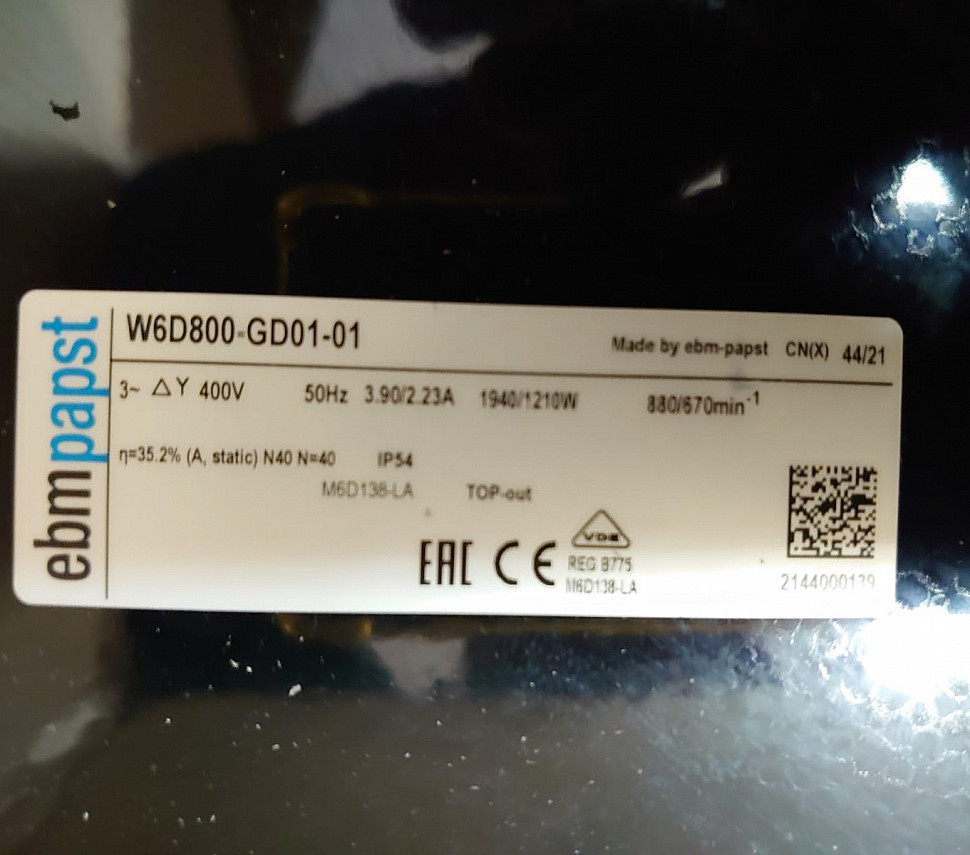 ebmpapst
W6D800-GD01-01
Made by ebm-papst CN(X) 44/21
3~ △ Y 400V 50Hz 3.90/2.23A 1940/1210W 880/670min⁻¹
η=35.2% (A, static) N40 N=40 IP54
M6D138-LA TOP-out
EAC CE VDE
REG B775
M6D138-LA
2144000139